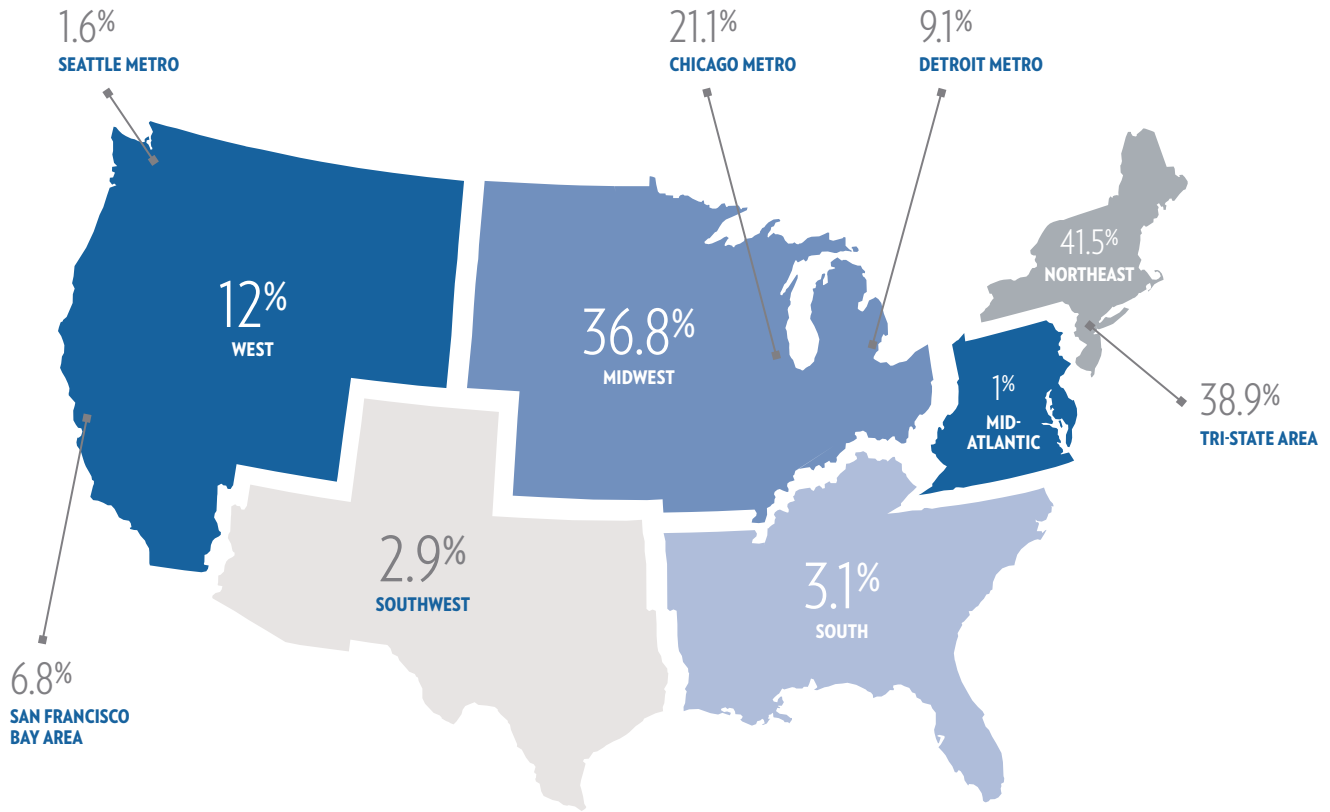 1.6%
SEATTLE METRO
21.1%
CHICAGO METRO
9.1%
DETROIT METRO
41.5%
NORTHEAST
12%
WEST
36.8%
MIDWEST
1%
MID-
ATLANTIC
38.9%
TRI-STATE AREA
2.9%
SOUTHWEST
3.1%
SOUTH
6.8%
SAN FRANCISCO
BAY AREA